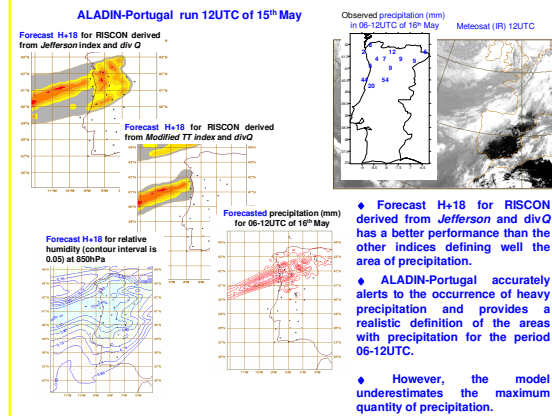 ALADIN-Portugal run 12UTC of 15th May
Forecast H+18 for RISCON derived
from Jefferson index and div Q
Forecast H+18 for RISCON derived
from Modified TT index and divQ
Forecast H+18 for relative
humidity (contour interval is
0.05) at 850hPa
Forecasted precipitation (mm)
for 06-12UTC of 16th May
Observed precipitation (mm)
in 06-12UTC of 16th May
Meteosat (IR) 12UTC
♦ Forecast H+18 for RISCON
derived from Jefferson and divQ
has a better performance than the
other indices defining well the
area of precipitation.
♦ ALADIN-Portugal accurately
alerts to the occurrence of heavy
precipitation and provides a
realistic definition of the areas
with precipitation for the period
06-12UTC.
♦ However, the model
underestimates the maximum
quantity of precipitation.